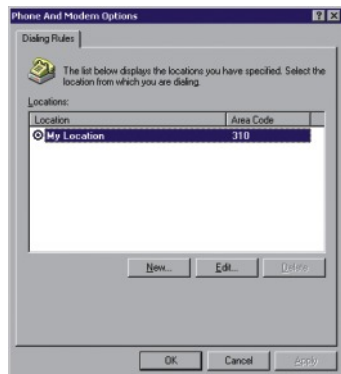 Phone And Modem Options
Dialing Rules
The list below displays the locations you have specified. Select the
location from which you are dialing.
Locations:
Location Area Code
My Location 310
New... Edit... Delete
OK Cancel Apply